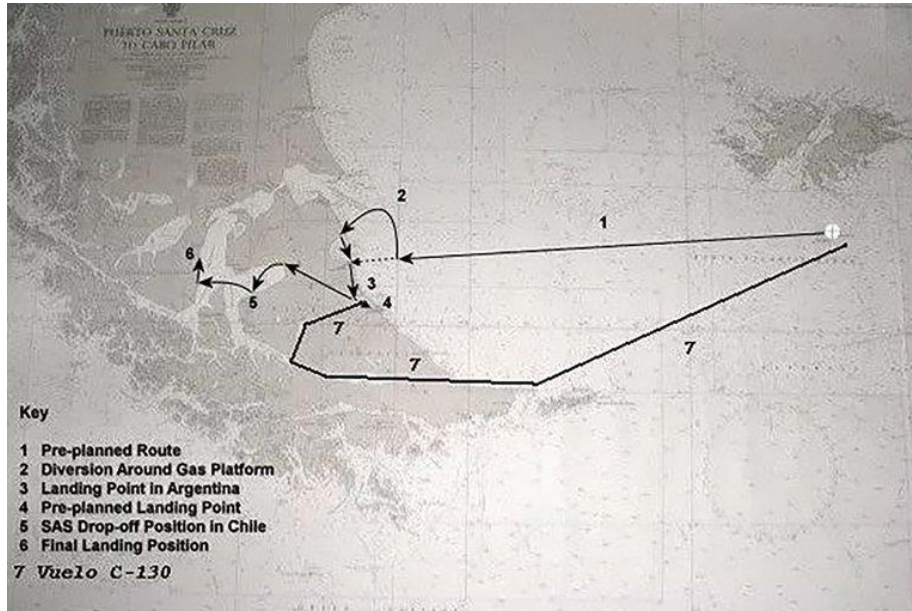 PUERTO SANTA CRUZ
TO CABO PILAR
2
1
6
3
5
4
7
7
7
Key
1 Pre-planned Route
2 Diversion Around Gas Platform
3 Landing Point in Argentina
4 Pre-planned Landing Point
5 SAS Drop-off Position in Chile
6 Final Landing Position
7 Vuelo C-130